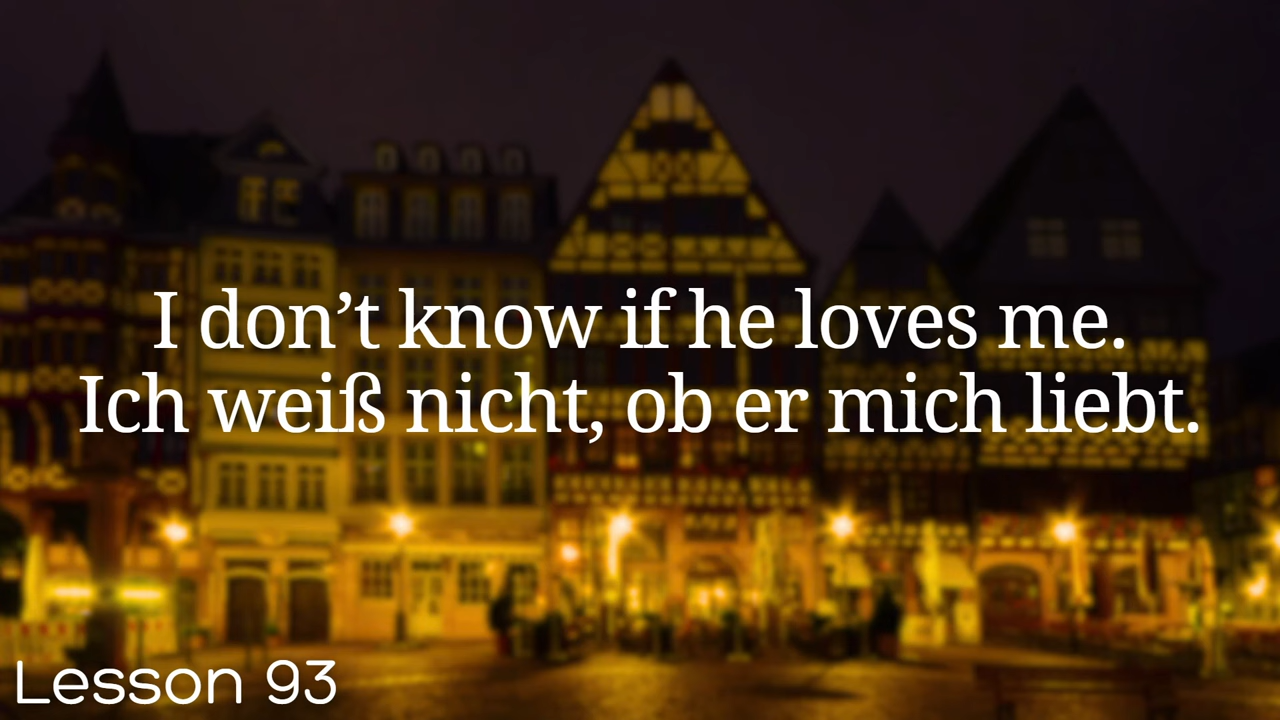 I don’t know if he loves me.
Ich weiß nicht, ob er mich liebt.
Lesson 93